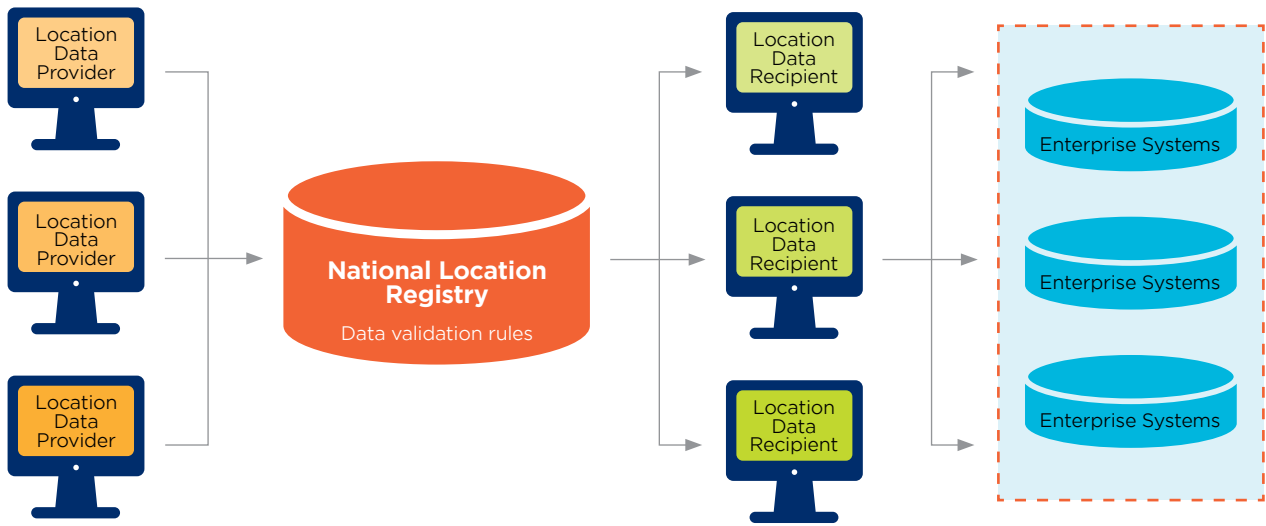 Location
Data
Provider
Location
Data
Provider
Location
Data
Provider
National Location
Registry
Data validation rules
Location
Data
Recipient
Location
Data
Recipient
Location
Data
Recipient
Enterprise Systems
Enterprise Systems
Enterprise Systems